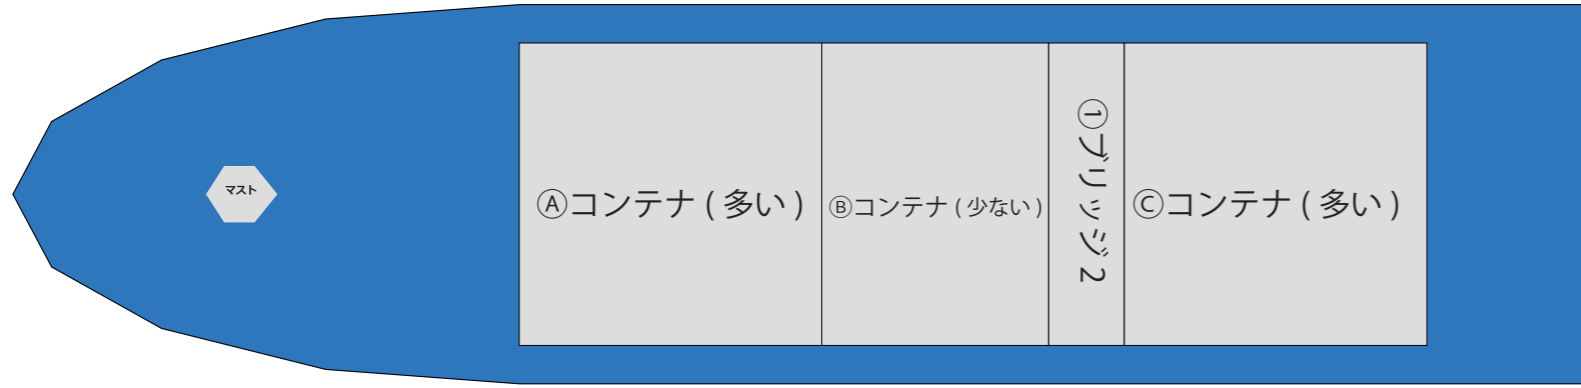 マスト
Ⓐコンテナ ( 多い )
Ⓑコンテナ ( 少ない )
①ブリッジ 2
Ⓒコンテナ ( 多い )